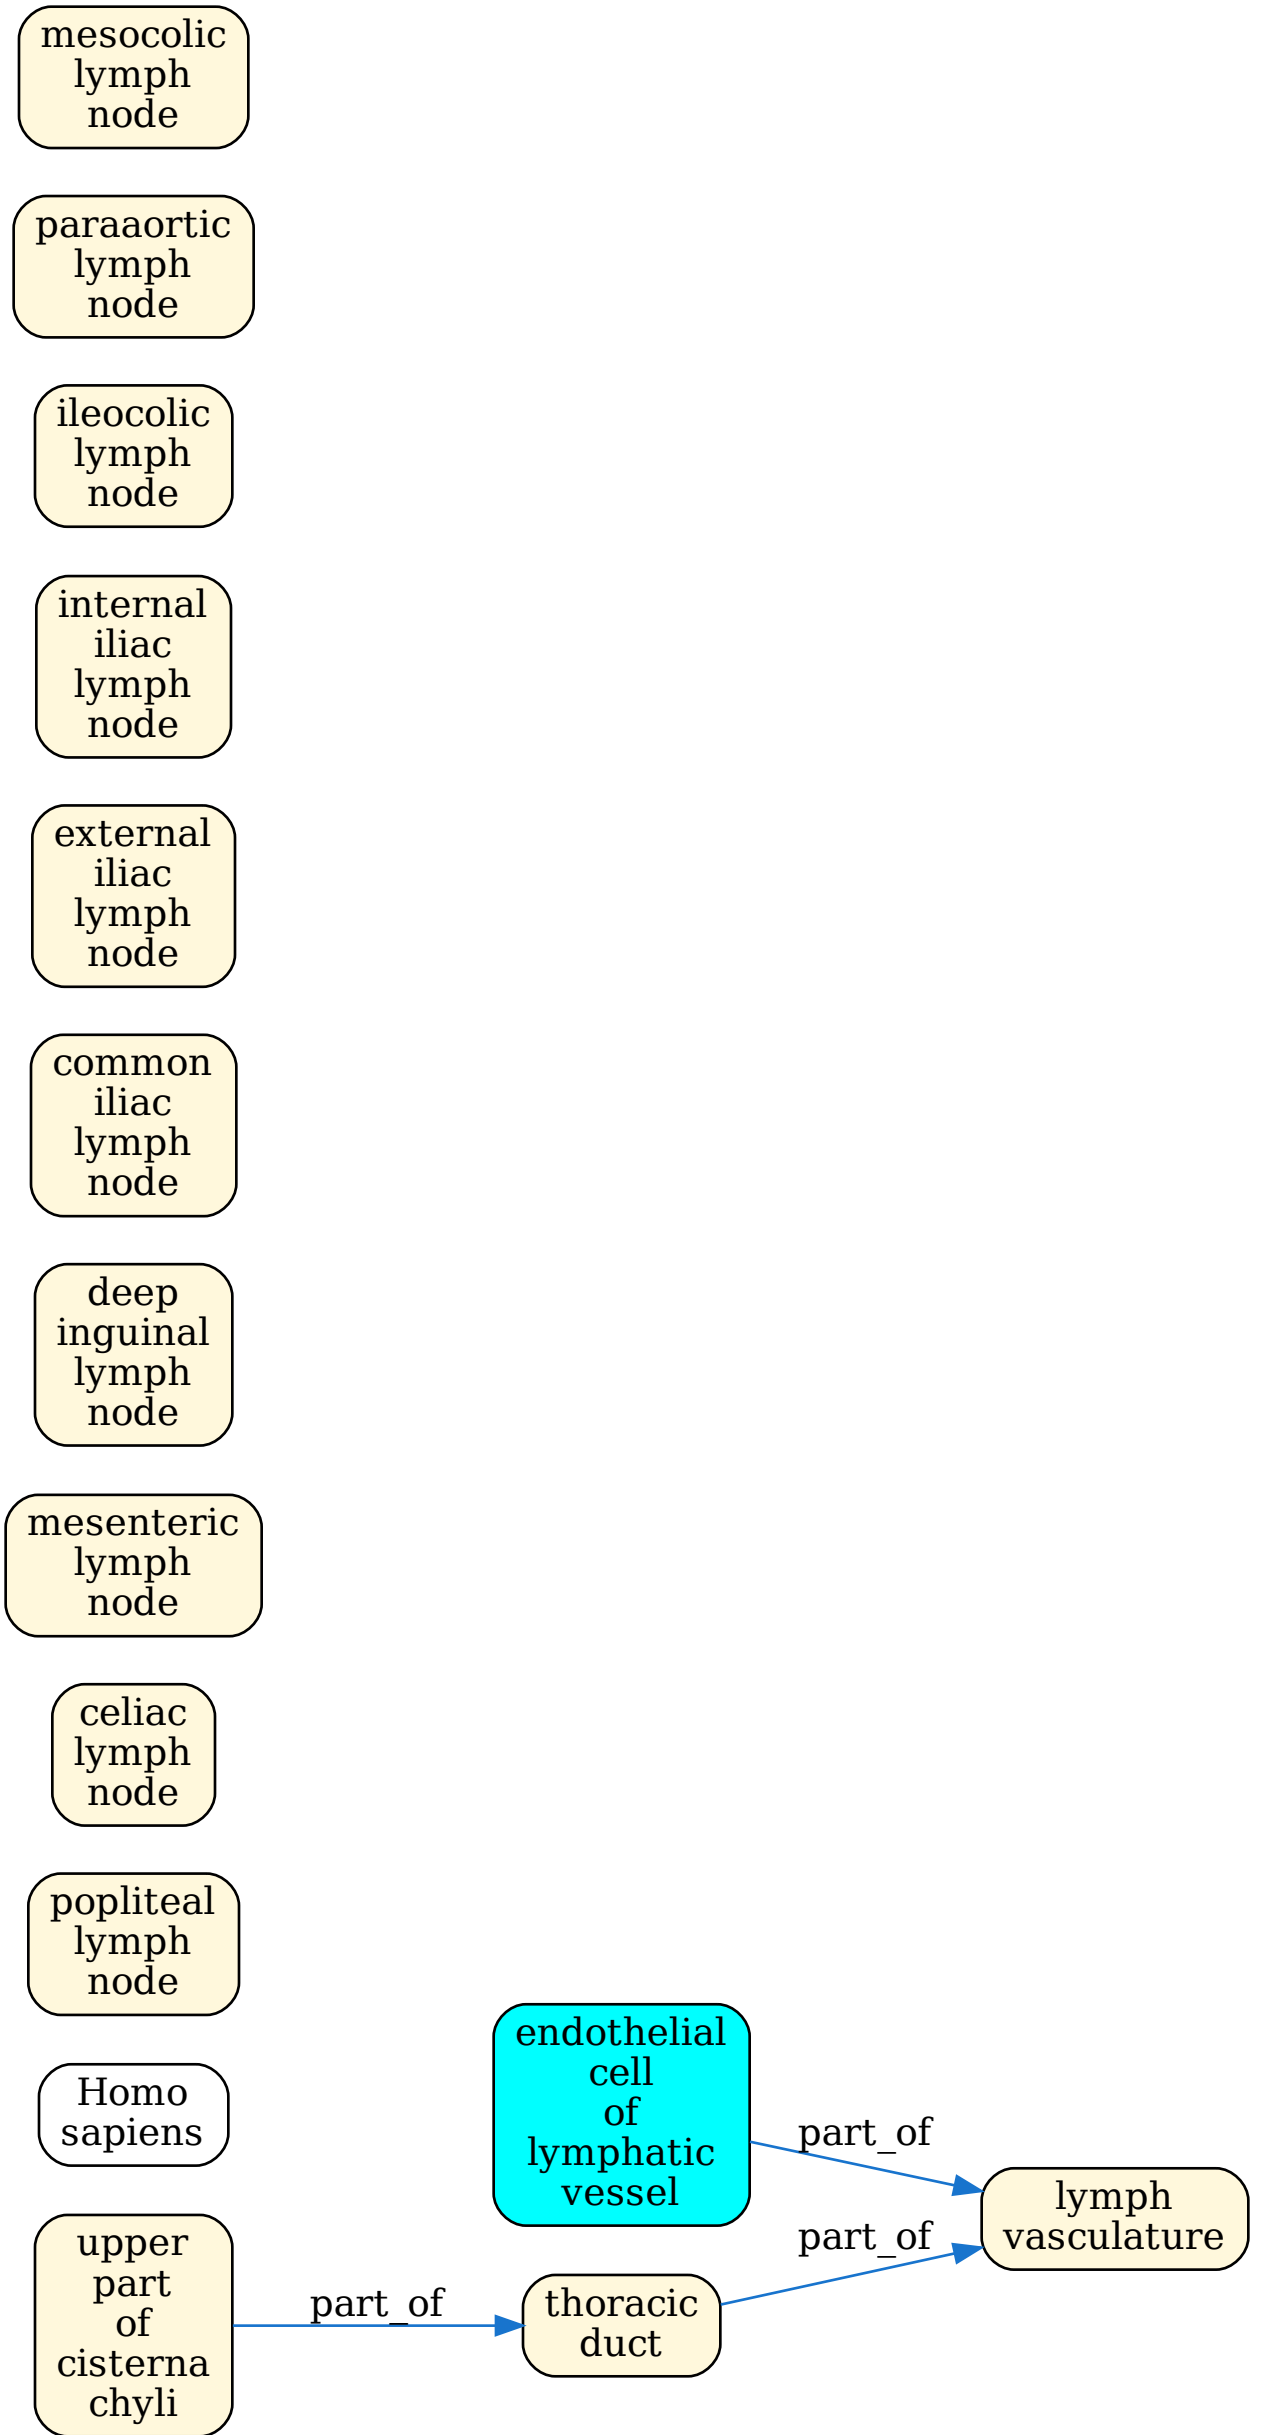 mesocolic
lymph
node
paraaortic
lymph
node
ileocolic
lymph
node
internal
iliac
lymph
node
external
iliac
lymph
node
common
iliac
lymph
node
deep
inguinal
lymph
node
mesenteric
lymph
node
celiac
lymph
node
popliteal
lymph
node
Homo
sapiens
endothelial
cell
of
lymphatic
vessel
part_of
lymph
vasculature
upper
part
of
cisterna
chyli
part_of
thoracic
duct
part_of